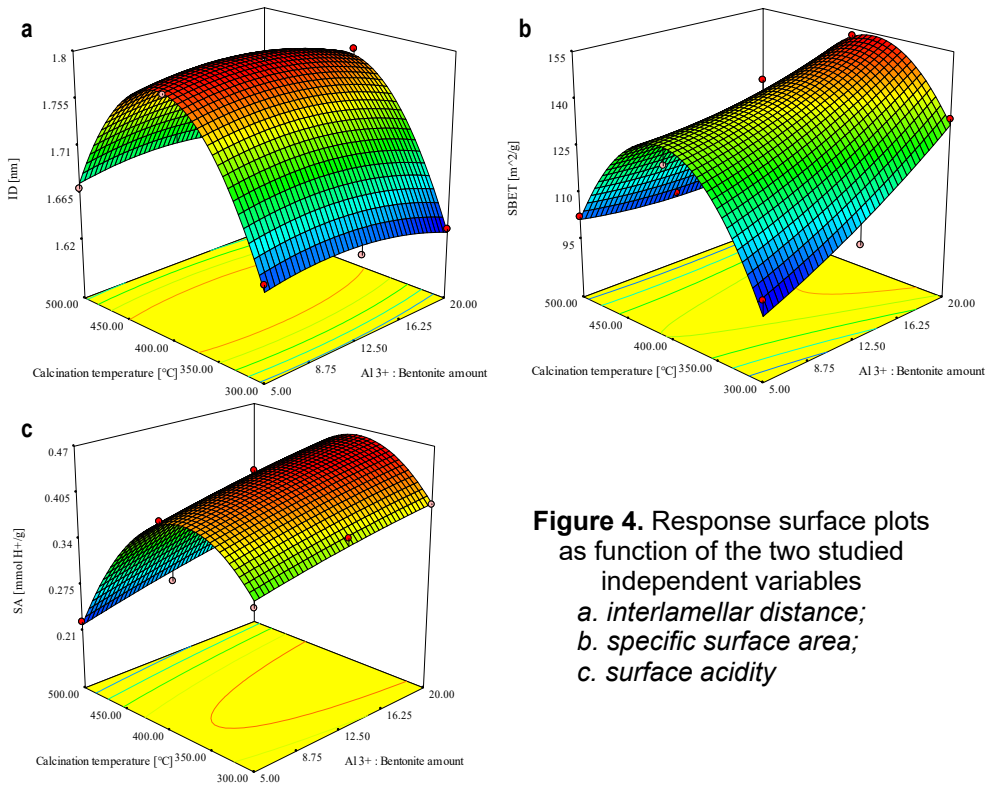 a
1.8
1.755
1.71
1.665
1.62
ID [nm]
500.00
450.00
400.00
350.00
300.00
Calcination temperature [°C]
5.00
8.75
12.50
16.25
20.00
Al 3+ : Bentonite amount
b
155
140
125
110
95
SBET [m^2/g]
500.00
450.00
400.00
350.00
300.00
Calcination temperature [°C]
5.00
8.75
12.50
16.25
20.00
Al 3+ : Bentonite amount
c
0.47
0.405
0.34
0.275
0.21
SA [mmol H+/g]
500.00
450.00
400.00
350.00
300.00
Calcination temperature [°C]
5.00
8.75
12.50
16.25
20.00
Al 3+ : Bentonite amount
Figure 4. Response surface plots
as function of the two studied
independent variables
a. interlamellar distance;
b. specific surface area;
c. surface acidity